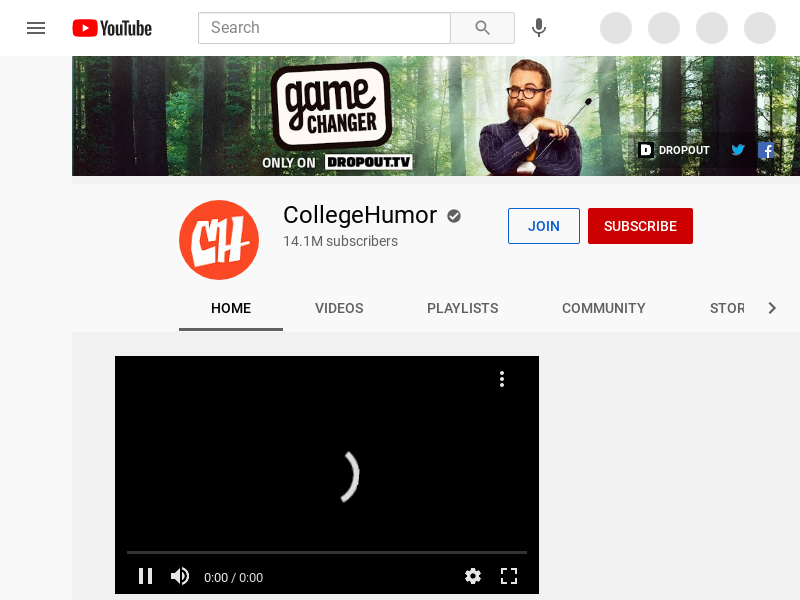 YouTube
Search
game
CHANGER
ONLY ON DROPOUT.TV
D DROPOUT
CH
CollegeHumor
14.1M subscribers
JOIN
SUBSCRIBE
HOME
VIDEOS
PLAYLISTS
COMMUNITY
STOR
0:00 / 0:00